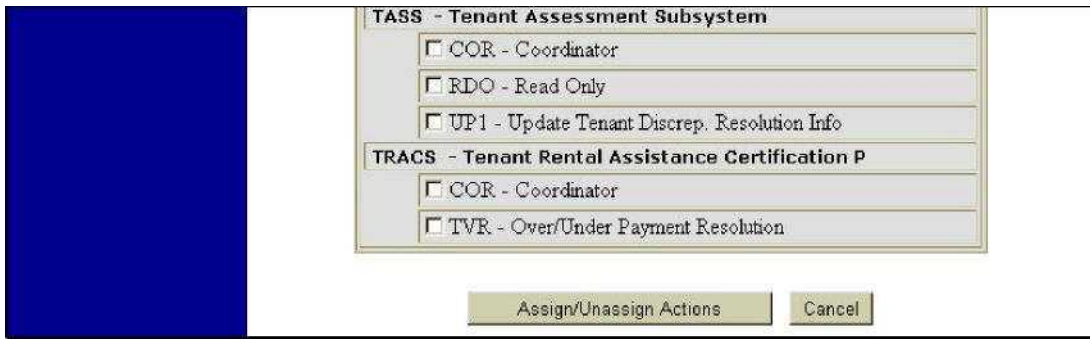 TASS - Tenant Assessment Subsystem
COR - Coordinator
RDO - Read Only
UP1 - Update Tenant Discrep. Resolution Info
TRACS - Tenant Rental Assistance Certification P
COR - Coordinator
TVR - Over/Under Payment Resolution
Assign/Unassign Actions Cancel